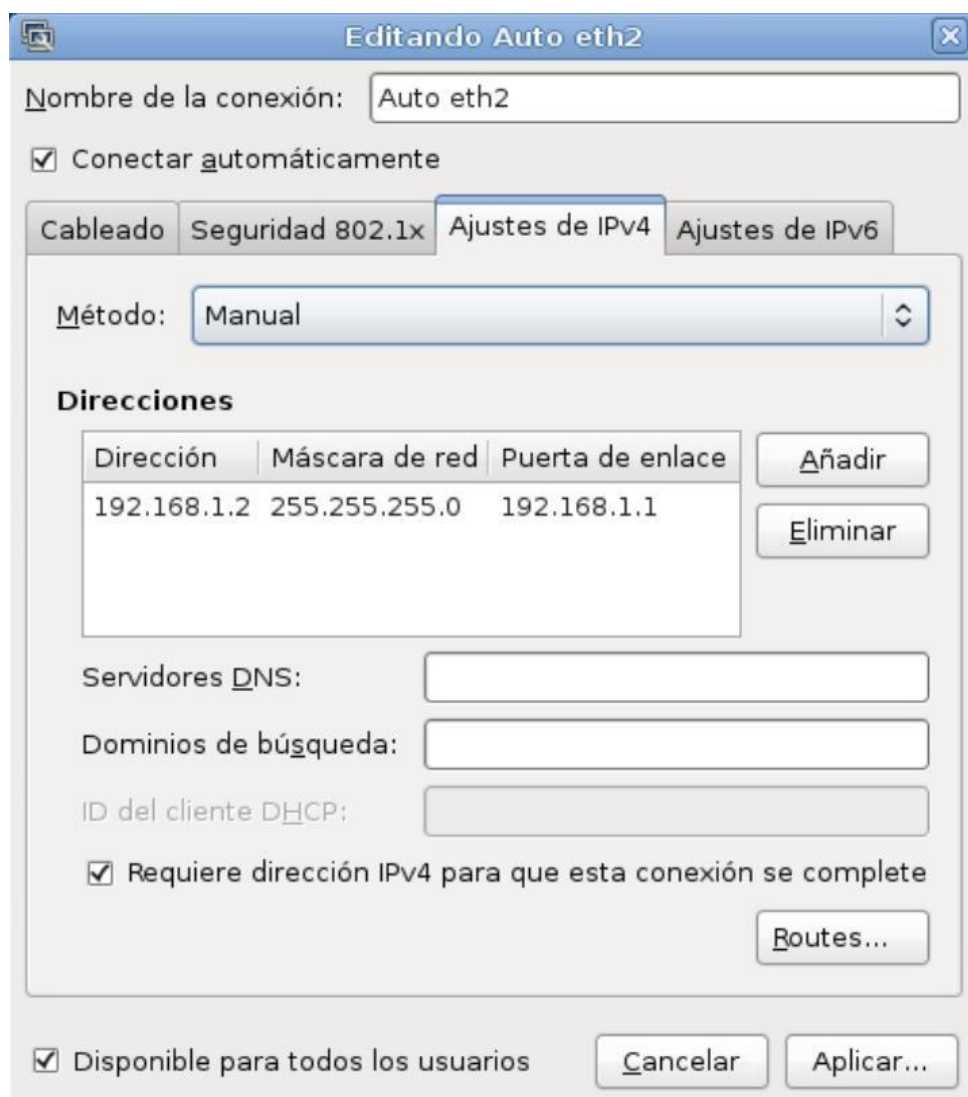 Editando Auto eth2
Nombre de la conexión: Auto eth2
Conectar automáticamente
Cableado Seguridad 802.1x Ajustes de IPv4 Ajustes de IPv6
Método: Manual
Direcciones
Dirección Máscara de red Puerta de enlace Añadir
192.168.1.2 255.255.255.0 192.168.1.1
Eliminar
Servidores DNS:
Dominios de búsqueda:
ID del cliente DHCP:
Requiere dirección IPv4 para que esta conexión se complete
Routes...
Disponible para todos los usuarios Cancelar Aplicar...